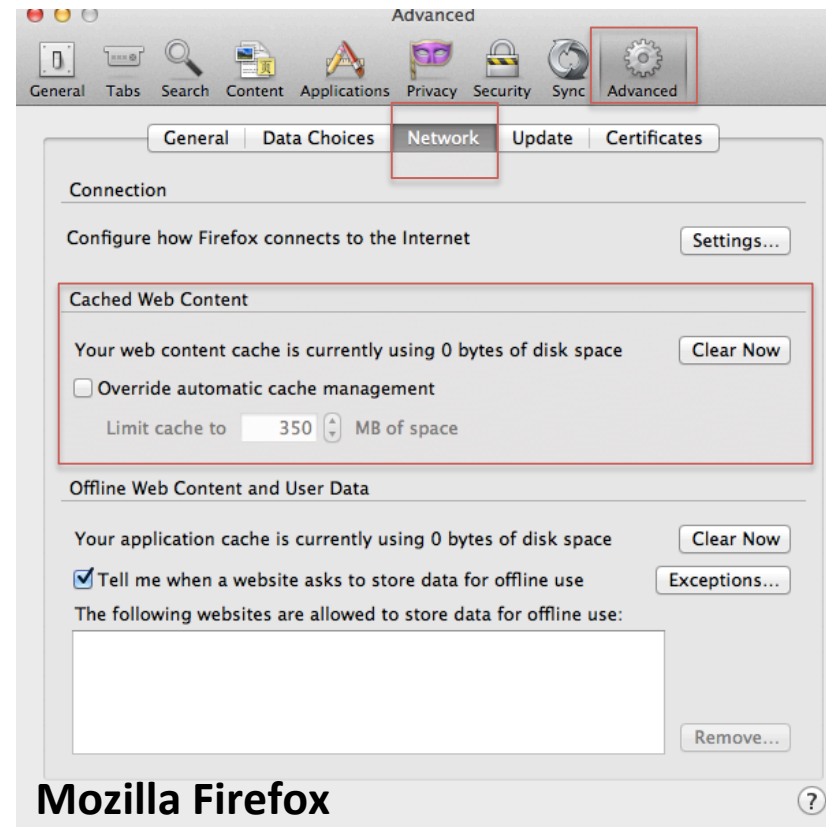 Advanced
General Tabs Search Content Applications Privacy Security Sync Advanced
General Data Choices Network Update Certificates
Connection
Configure how Firefox connects to the Internet Settings...
Cached Web Content
Your web content cache is currently using 0 bytes of disk space Clear Now
Override automatic cache management
Limit cache to 350 MB of space
Offline Web Content and User Data
Your application cache is currently using 0 bytes of disk space Clear Now
Tell me when a website asks to store data for offline use Exceptions...
The following websites are allowed to store data for offline use:
Remove...
Mozilla Firefox ?